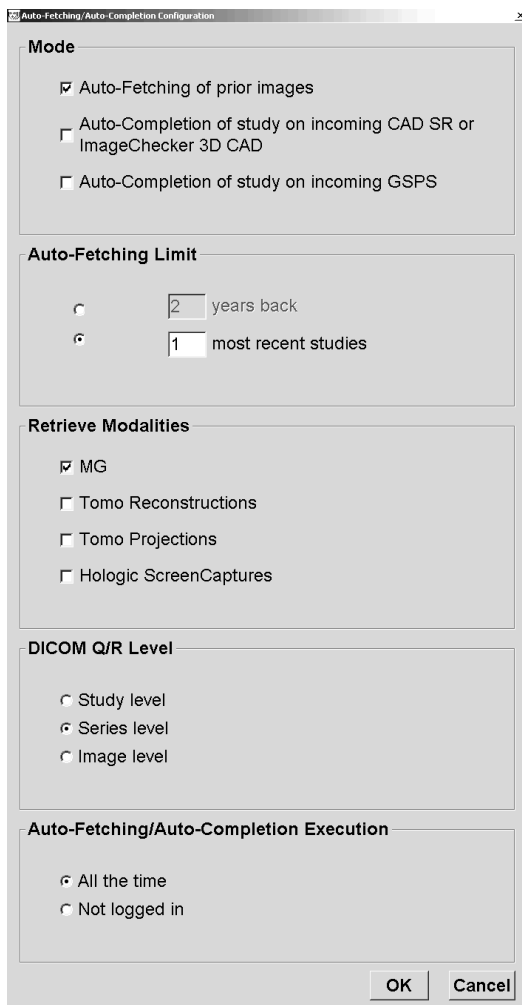 Auto-Fetching/Auto-Completion Configuration
Mode
Auto-Fetching of prior images
Auto-Completion of study on incoming CAD SR or
ImageChecker 3D CAD
Auto-Completion of study on incoming GSPS
Auto-Fetching Limit
2 years back
1 most recent studies
Retrieve Modalities
MG
Tomo Reconstructions
Tomo Projections
Hologic ScreenCaptures
DICOM Q/R Level
Study level
Series level
Image level
Auto-Fetching/Auto-Completion Execution
All the time
Not logged in
OK Cancel